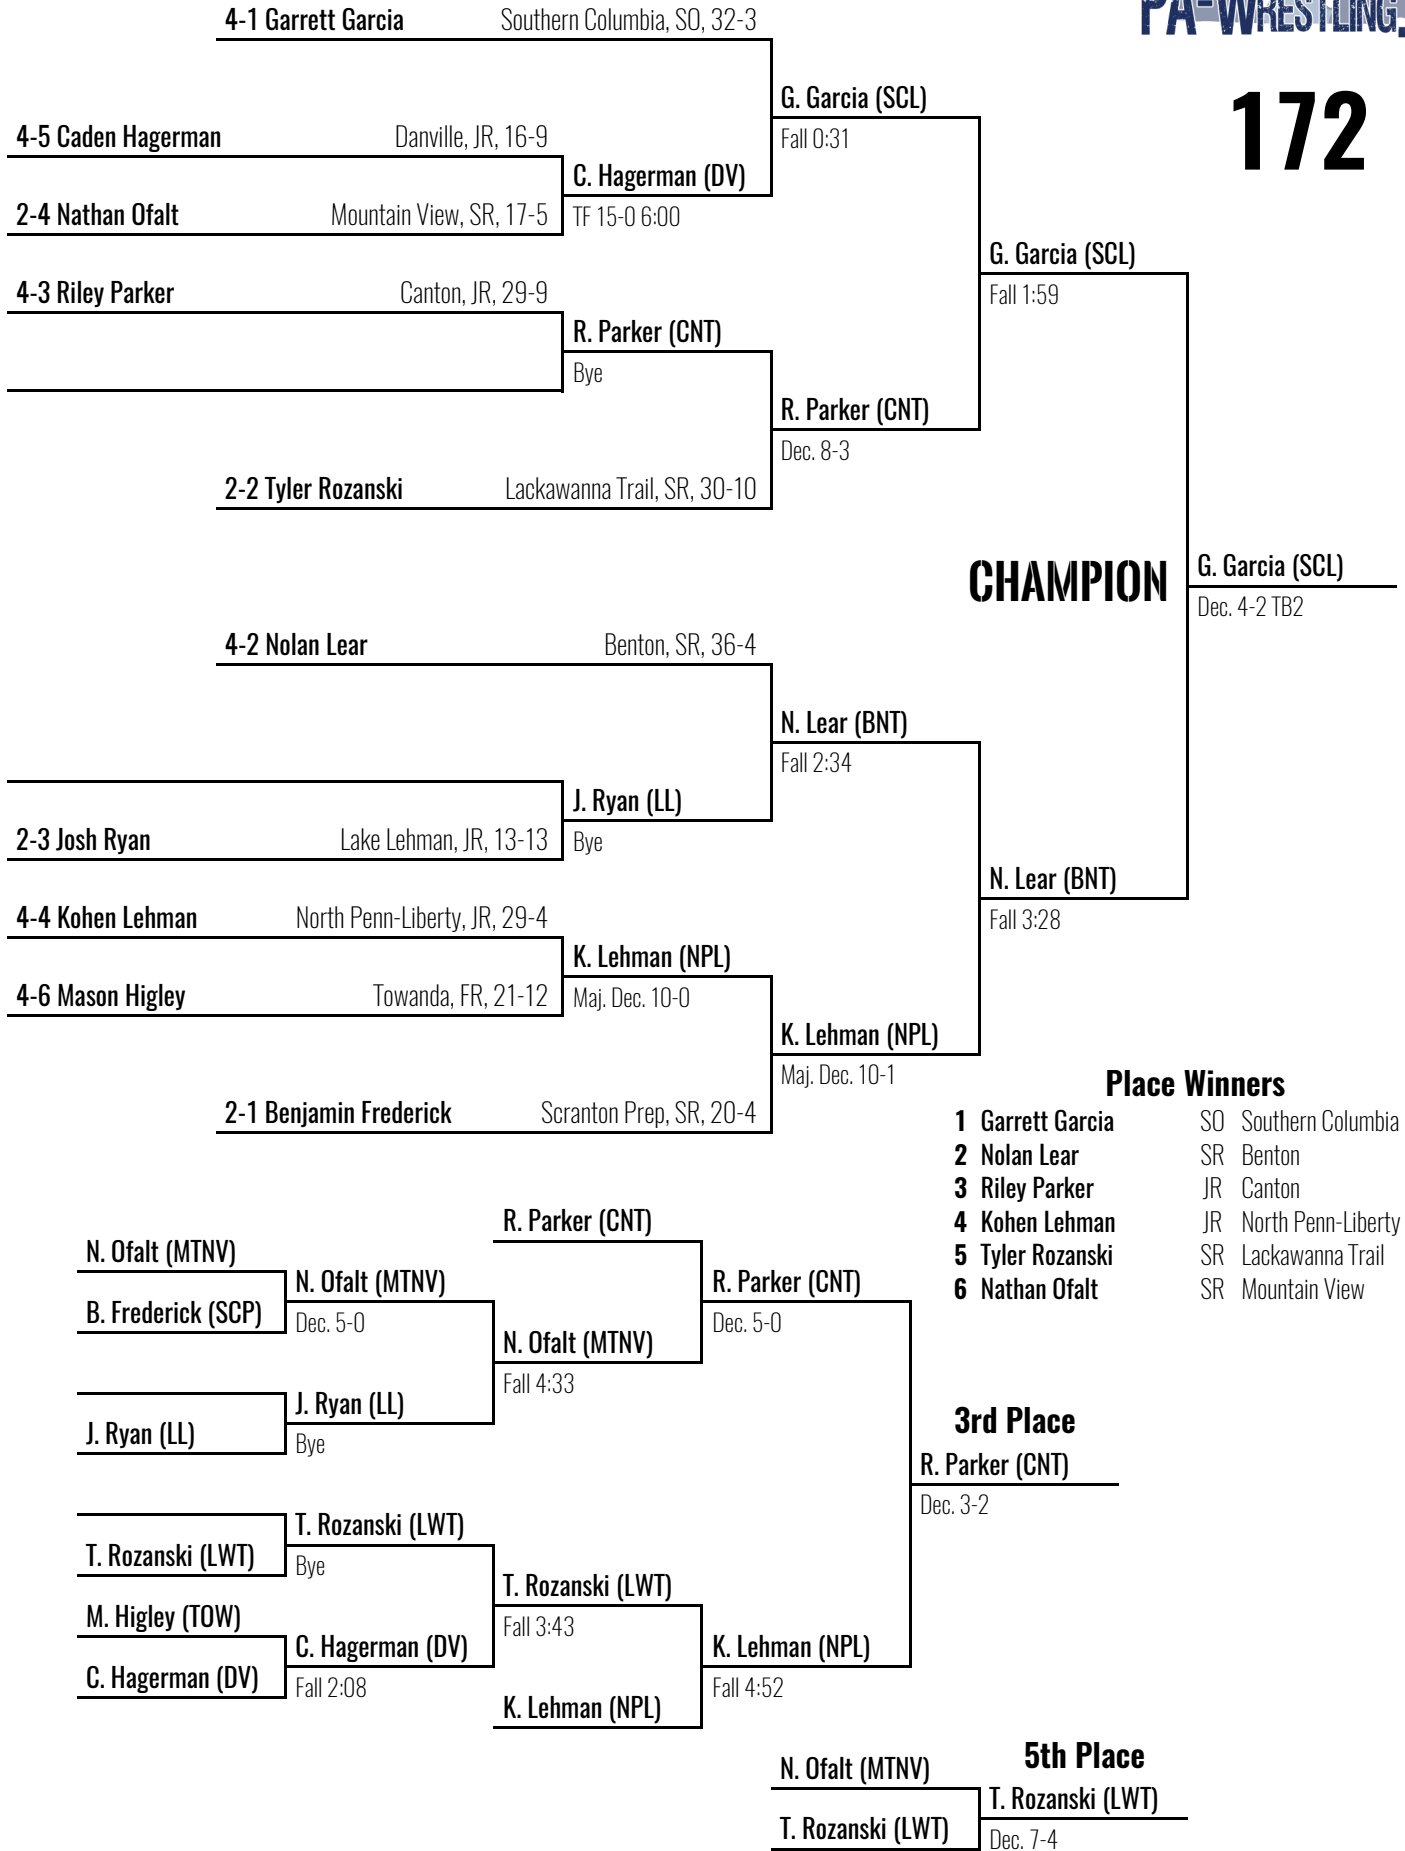 4-1 Garrett Garcia Southern Columbia, SO, 32-3
PA-WRESTLING.
172
G. Garcia (SCL)
Fall 0:31
4-5 Caden Hagerman Danville, JR, 16-9
C. Hagerman (DV)
TF 15-0 6:00
2-4 Nathan Ofalt Mountain View, SR, 17-5
G. Garcia (SCL)
Fall 1:59
4-3 Riley Parker Canton, JR, 29-9
R. Parker (CNT)
Bye
R. Parker (CNT)
Dec. 8-3
2-2 Tyler Rozanski Lackawanna Trail, SR, 30-10
CHAMPION
G. Garcia (SCL)
Dec. 4-2 TB2
4-2 Nolan Lear Benton, SR, 36-4
N. Lear (BNT)
Fall 2:34
J. Ryan (LL)
Bye
2-3 Josh Ryan Lake Lehman, JR, 13-13
N. Lear (BNT)
Fall 3:28
4-4 Kohen Lehman North Penn-Liberty, JR, 29-4
K. Lehman (NPL)
Maj. Dec. 10-0
4-6 Mason Higley Towanda, FR, 21-12
K. Lehman (NPL)
Maj. Dec. 10-1
2-1 Benjamin Frederick Scranton Prep, SR, 20-4
Place Winners
1 Garrett Garcia SO Southern Columbia
2 Nolan Lear SR Benton
3 Riley Parker JR Canton
4 Kohen Lehman JR North Penn-Liberty
5 Tyler Rozanski SR Lackawanna Trail
6 Nathan Ofalt SR Mountain View
R. Parker (CNT)
N. Ofalt (MTNV)
N. Ofalt (MTNV)
Dec. 5-0
B. Frederick (SCP)
R. Parker (CNT)
Dec. 5-0
N. Ofalt (MTNV)
Fall 4:33
J. Ryan (LL)
Bye
J. Ryan (LL)
3rd Place
R. Parker (CNT)
Dec. 3-2
T. Rozanski (LWT)
Bye
T. Rozanski (LWT)
T. Rozanski (LWT)
Fall 3:43
M. Higley (TOW)
C. Hagerman (DV)
Fall 2:08
C. Hagerman (DV)
K. Lehman (NPL)
Fall 4:52
K. Lehman (NPL)
5th Place
N. Ofalt (MTNV)
T. Rozanski (LWT)
Dec. 7-4
T. Rozanski (LWT)